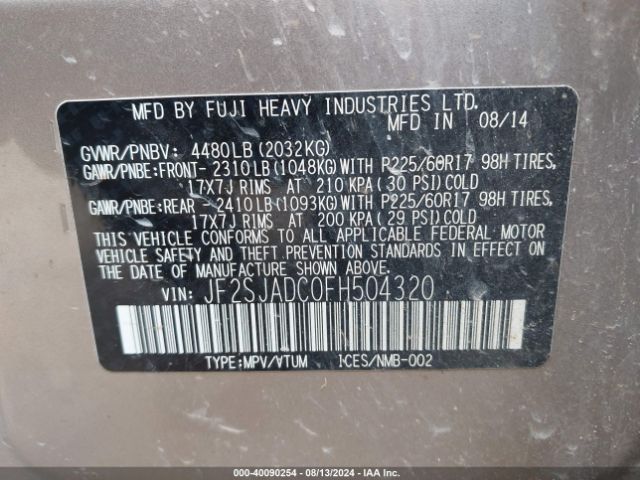 MFD BY FUJI HEAVY INDUSTRIES LTD.
MFD IN 08/14
GVWR/PNBV: 4480LB (2032KG)
GAWR/PNBE:FRONT- 2310LB(1048KG)WITH P225/60R17 98H TIRES,
17X7J RIMS AT 210 KPA (30 PSI) COLD
GAWR/PNBE:REAR -2410LB(1093KG)WITH P225/60R17 98H TIRES,
17X7J RIMS AT 200 KPA (29 PSI) COLD
THIS VEHICLE CONFORMS TO ALL APPLICABLE FEDERAL MOTOR
VEHICLE SAFETY AND THEFT PREVENTION STANDARDS IN EFFECT ON
THE DATE OF MANUFACTURE SHOWN ABOVE.
VIN: JF2SJADC0FH504320
TYPE:MPV/VTUM ICES/NMB-002
000-40090254 - 08/13/2024 - IAAI.COM